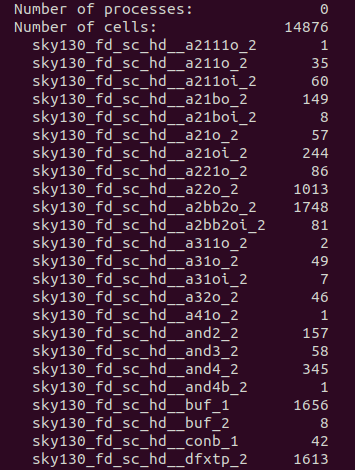 Number of processes: 0
Number of cells: 14876
sky130_fd_sc_hd__a2111o_2 1
sky130_fd_sc_hd__a211o_2 35
sky130_fd_sc_hd__a211oi_2 60
sky130_fd_sc_hd__a21bo_2 149
sky130_fd_sc_hd__a21boi_2 8
sky130_fd_sc_hd__a21o_2 57
sky130_fd_sc_hd__a21oi_2 244
sky130_fd_sc_hd__a221o_2 86
sky130_fd_sc_hd__a22o_2 1013
sky130_fd_sc_hd__a2bb2o_2 1748
sky130_fd_sc_hd__a2bb2oi_2 81
sky130_fd_sc_hd__a311o_2 2
sky130_fd_sc_hd__a31o_2 49
sky130_fd_sc_hd__a31oi_2 7
sky130_fd_sc_hd__a32o_2 46
sky130_fd_sc_hd__a41o_2 1
sky130_fd_sc_hd__and2_2 157
sky130_fd_sc_hd__and3_2 58
sky130_fd_sc_hd__and4_2 345
sky130_fd_sc_hd__and4b_2 1
sky130_fd_sc_hd__buf_1 1656
sky130_fd_sc_hd__buf_2 8
sky130_fd_sc_hd__conb_1 42
sky130_fd_sc_hd__dfxtp_2 1613